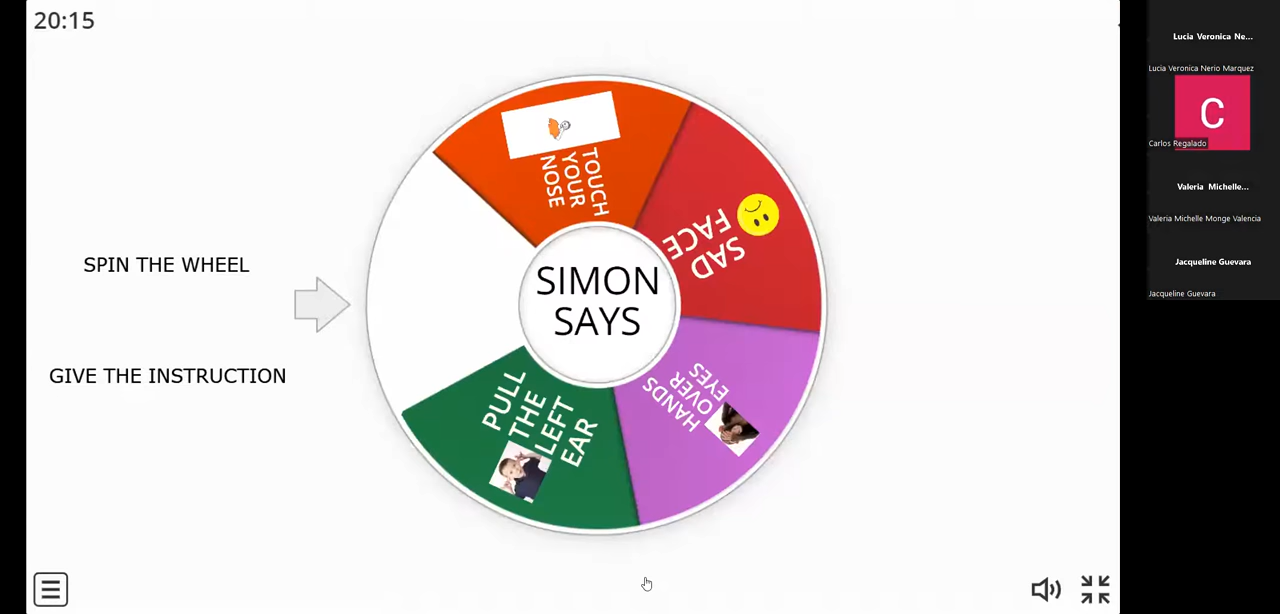 20:15
SPIN THE WHEEL
GIVE THE INSTRUCTION
SIMON
SAYS
TOUCH
YOUR
NOSE
SAD
FACE
HANDS
OVER
EYES
PULL
THE
LEFT
EAR
Lucia Veronica Ne...
Lucia Veronica Nerio Marquez
C
Carlos Regalado
Valeria Michelle...
Valeria Michelle Monge Valencia
Jacqueline Guevara
Jacqueline Guevara